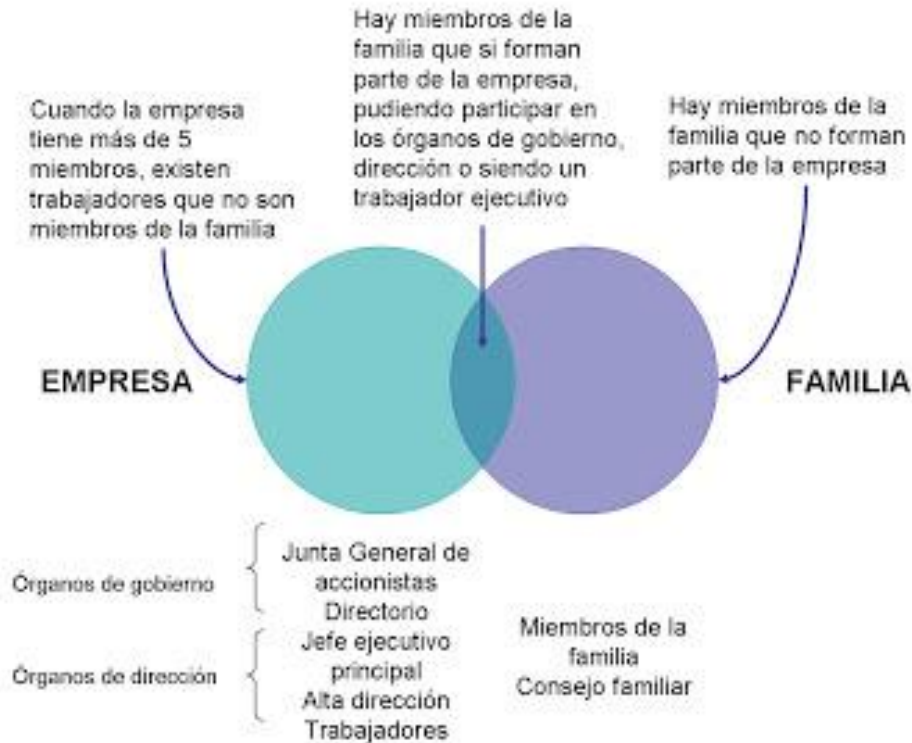 Hay miembros de la
familia que si forman
parte de la empresa,
pudiendo participar en
los órganos de gobierno,
dirección o siendo un
trabajador ejecutivo
Cuando la empresa
tiene más de 5
miembros, existen
trabajadores que no son
miembros de la familia
Hay miembros de la
familia que no forman
parte de la empresa
EMPRESA
FAMILIA
Órganos de gobierno
Junta General de
accionistas
Directorio
Órganos de dirección
Jefe ejecutivo
principal
Alta dirección
Trabajadores
Miembros de la
familia
Consejo familiar